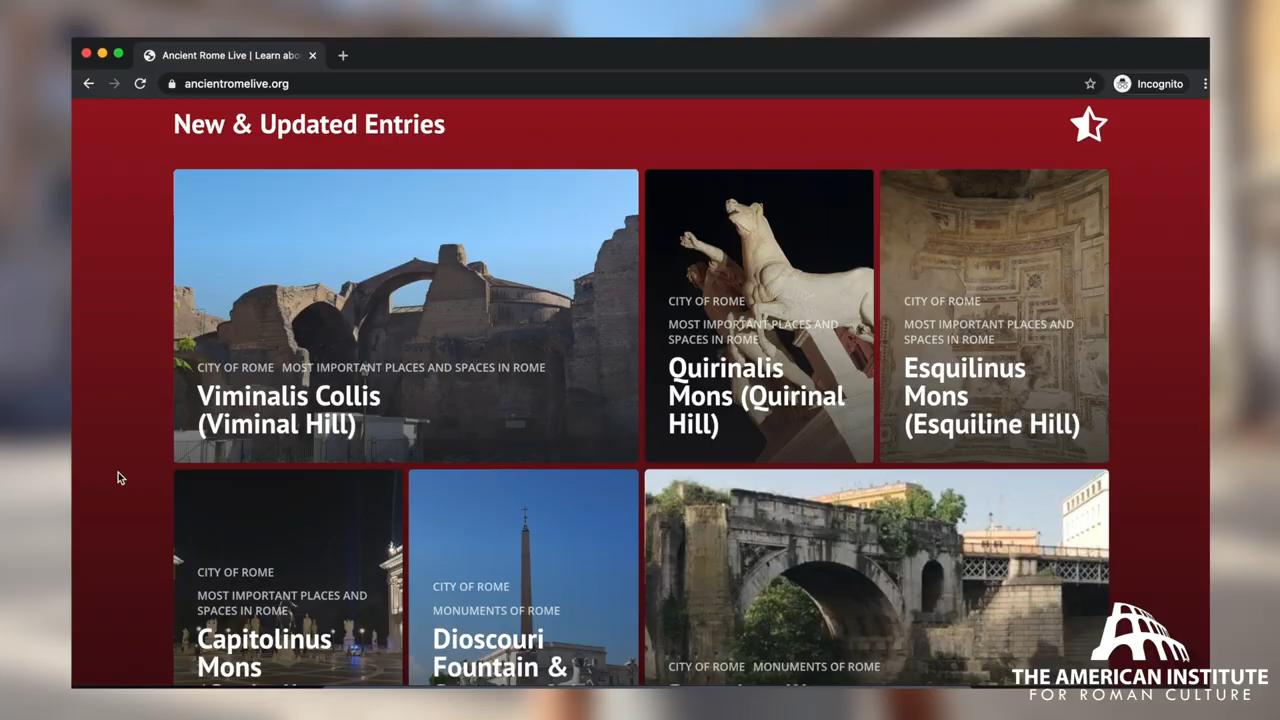 Ancient Rome Live | Learn abo
ancientromelive.org
Incognito
New & Updated Entries
CITY OF ROME MOST IMPORTANT PLACES AND SPACES IN ROME
Viminalis Collis
(Viminal Hill)
CITY OF ROME
MOST IMPORTANT PLACES AND
SPACES IN ROME
Quirinalis
Mons (Quirinal
Hill)
CITY OF ROME
MOST IMPORTANT PLACES AND
SPACES IN ROME
Esquilinus
Mons
(Esquiline Hill)
CITY OF ROME
MOST IMPORTANT PLACES AND
SPACES IN ROME
Capitolinus
Mons
CITY OF ROME
MONUMENTS OF ROME
Dioscouri
Fountain &
CITY OF ROME MONUMENTS OF ROME
THE AMERICAN INSTITUTE
FOR ROMAN CULTURE